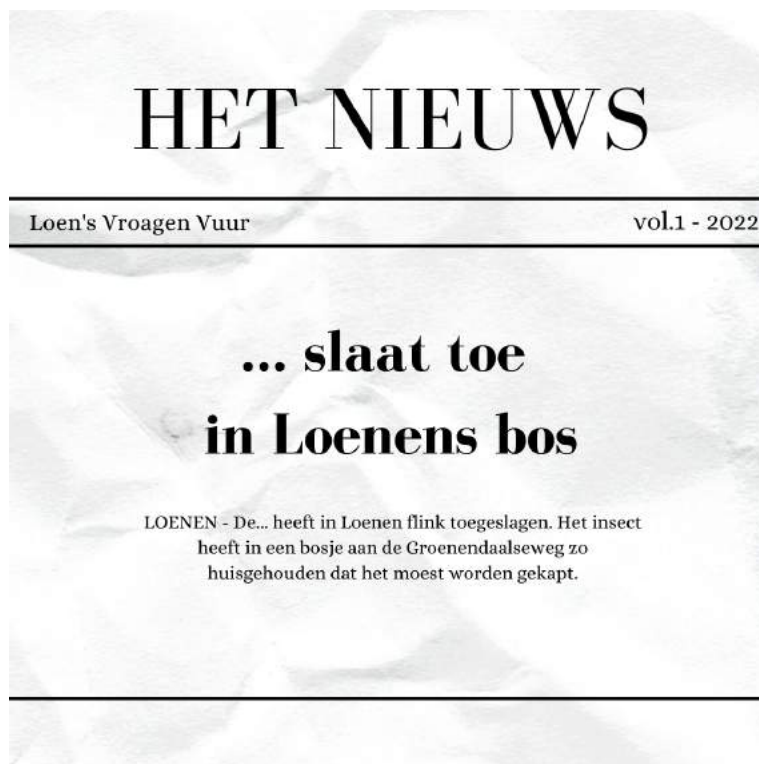 HET NIEUWS
Loen's Vroagen Vuur
vol.1 - 2022
... slaat toe
in Loenens bos
LOENEN - De... heeft in Loenen flink toegeslagen. Het insect
heeft in een bosje aan de Groenendaalseweg zo
huisgehouden dat het moest worden gekapt.